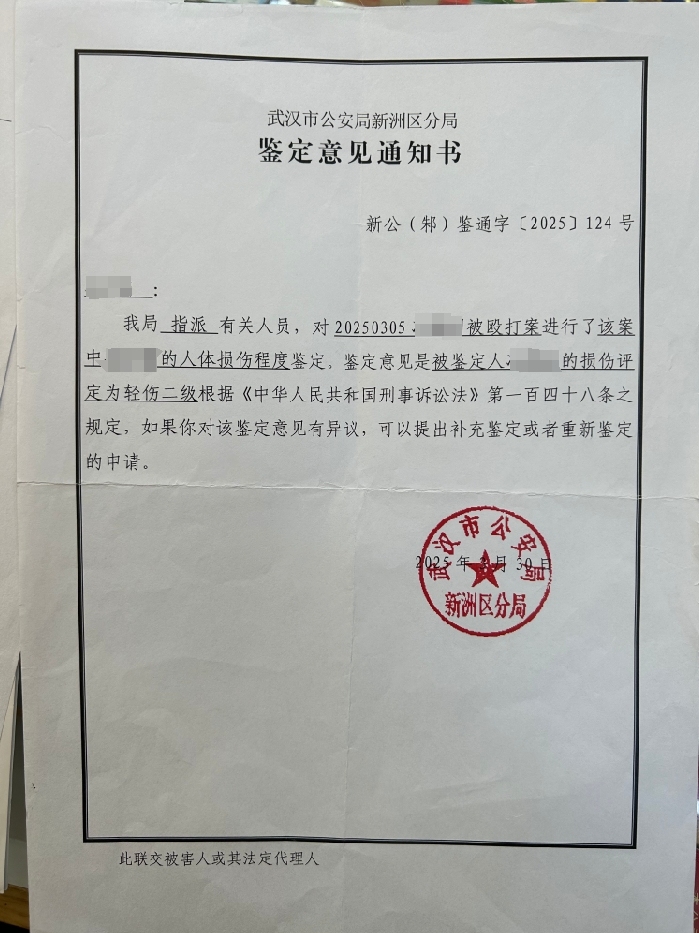 武汉市公安局新洲区分局
鉴定意见通知书
新公（邾）鉴通字〔2025〕124号
：
我局 指派 有关人员，对 20250305 被殴打案进行了该案
中 的人体损伤程度鉴定，鉴定意见是被鉴定人 的损伤评
定为轻伤二级根据《中华人民共和国刑事诉讼法》第一百四十八条之
规定，如果你对该鉴定意见有异议，可以提出补充鉴定或者重新鉴定
的申请。
武汉市公安局
2025年 月30日
新洲区分局
此联交被害人或其法定代理人